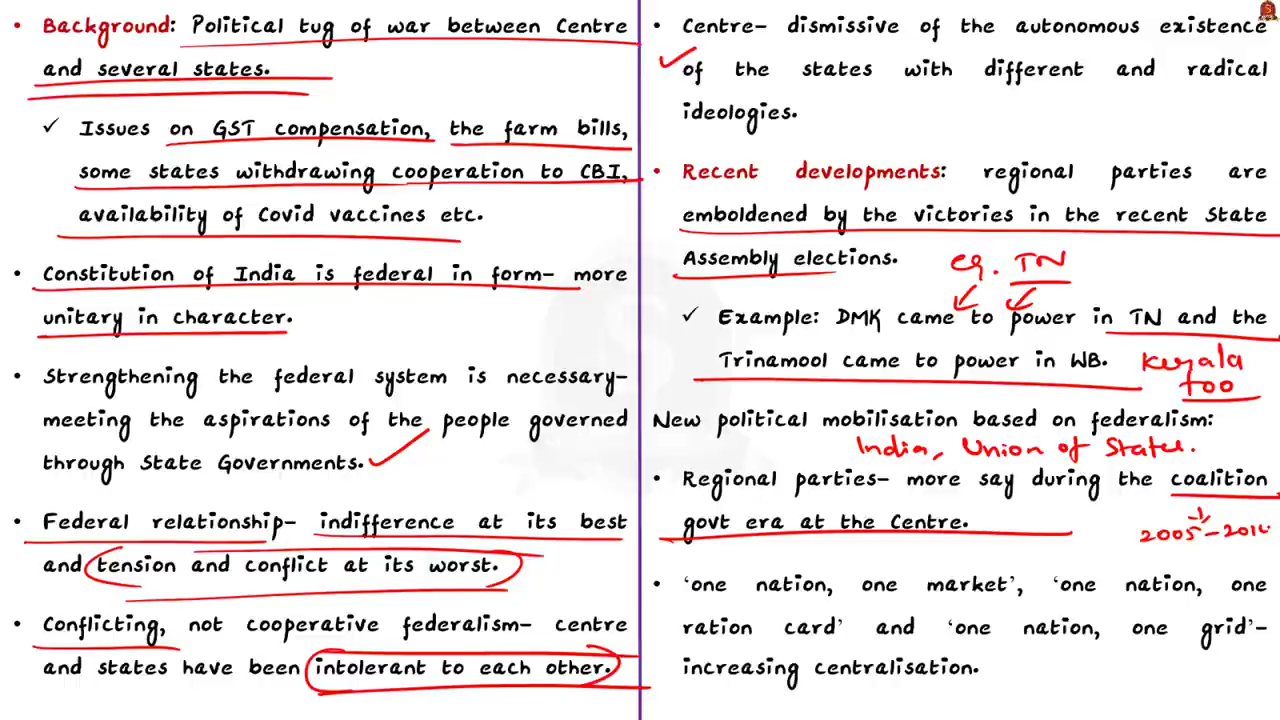 • Background: Political tug of war between Centre
and several states.
✓ Issues on GST compensation, the farm bills,
some states withdrawing cooperation to CBI,
availability of Covid vaccines etc.
• Constitution of India is federal in form- more
unitary in character.
• Strengthening the federal system is necessary-
meeting the aspirations of the people governed
through State Governments.
• Federal relationship- indifference at its best
and tension and conflict at its worst.
• Conflicting, not cooperative federalism- centre
and states have been intolerant to each other.
• Centre- dismissive of the autonomous existence
of the states with different and radical
ideologies.
• Recent developments: regional parties are
emboldened by the victories in the recent State
Assembly elections.
eg. TN
✓ Example: DMK came to power in TN and the
Trinamool came to power in WB.
Kerala
too
New political mobilisation based on federalism:
India, Union of States.
• Regional parties- more say during the coalition
govt era at the Centre.
2005-2014
• 'one nation, one market', 'one nation, one
ration card' and 'one nation, one grid'-
increasing centralisation.